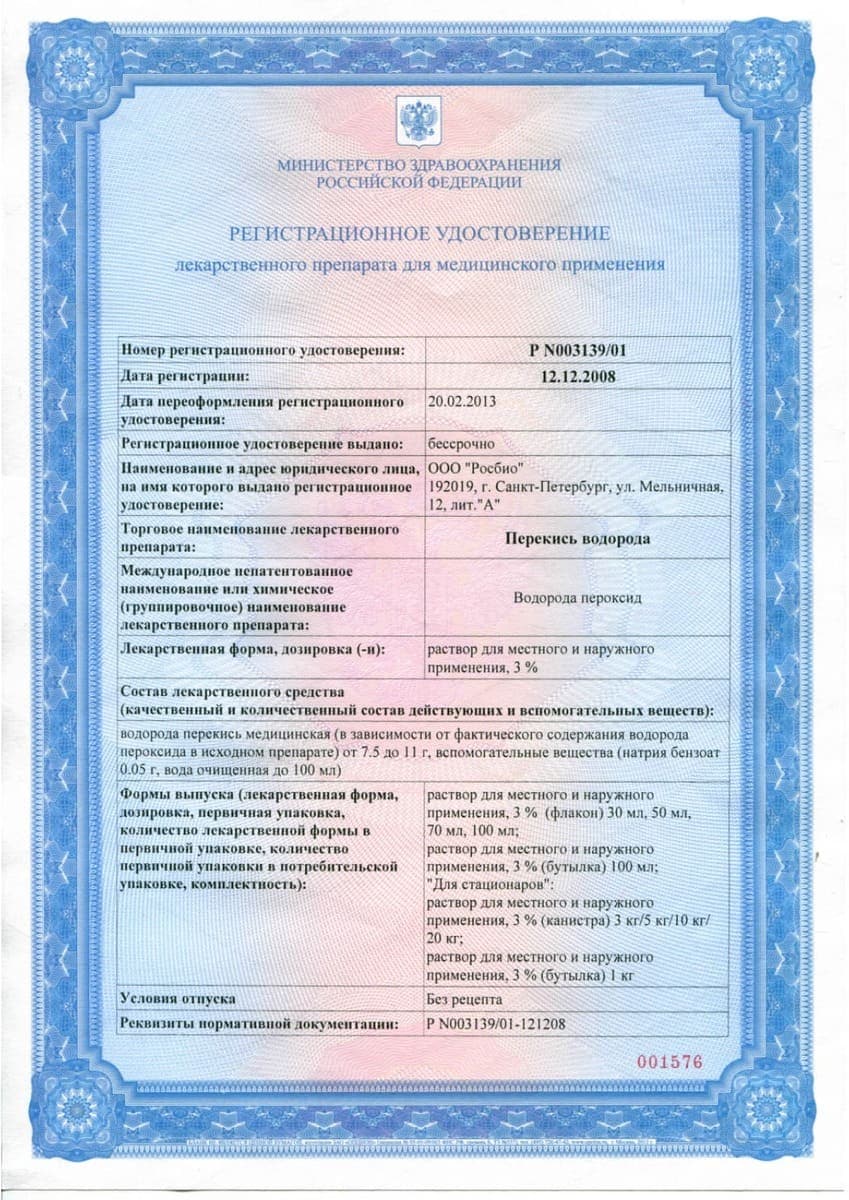 МИНИСТЕРСТВО ЗДРАВООХРАНЕНИЯ
РОССИЙСКОЙ ФЕДЕРАЦИИ
РЕГИСТРАЦИОННОЕ УДОСТОВЕРЕНИЕ
лекарственного препарата для медицинского применения
Номер регистрационного удостоверения:
Р N003139/01
Дата регистрации:
12.12.2008
Дата переоформления регистрационного
удостоверения:
20.02.2013
Регистрационное удостоверение выдано:
бессрочно
Наименование и адрес юридического лица,
на имя которого выдано регистрационное
удостоверение:
ООО "Росбио"
192019, г. Санкт-Петербург, ул. Мельничная,
12, лит."А"
Торговое наименование лекарственного
препарата:
Перекись водорода
Международное непатентованное
наименование или химическое
(группировочное) наименование
лекарственного препарата:
Водорода пероксид
Лекарственная форма, дозировка (-и):
раствор для местного и наружного
применения, 3 %
Состав лекарственного средства
(качественный и количественный состав действующих и вспомогательных веществ):
водорода перекись медицинская (в зависимости от фактического содержания водорода
пероксида в исходном препарате) от 7.5 до 11 г, вспомогательные вещества (натрия бензоат
0.05 г, вода очищенная до 100 мл)
Формы выпуска (лекарственная форма,
дозировка, первичная упаковка,
количество лекарственной формы в
первичной упаковке, количество
первичной упаковки в потребительской
упаковке, комплектность):
раствор для местного и наружного
применения, 3 % (флакон) 30 мл, 50 мл,
70 мл, 100 мл;
раствор для местного и наружного
применения, 3 % (бутылка) 100 мл;
"Для стационаров":
раствор для местного и наружного
применения, 3 % (канистра) 3 кг/5 кг/10 кг/
20 кг;
раствор для местного и наружного
применения, 3 % (бутылка) 1 кг
Условия отпуска
Без рецепта
Реквизиты нормативной документации:
Р N003139/01-121208
001576